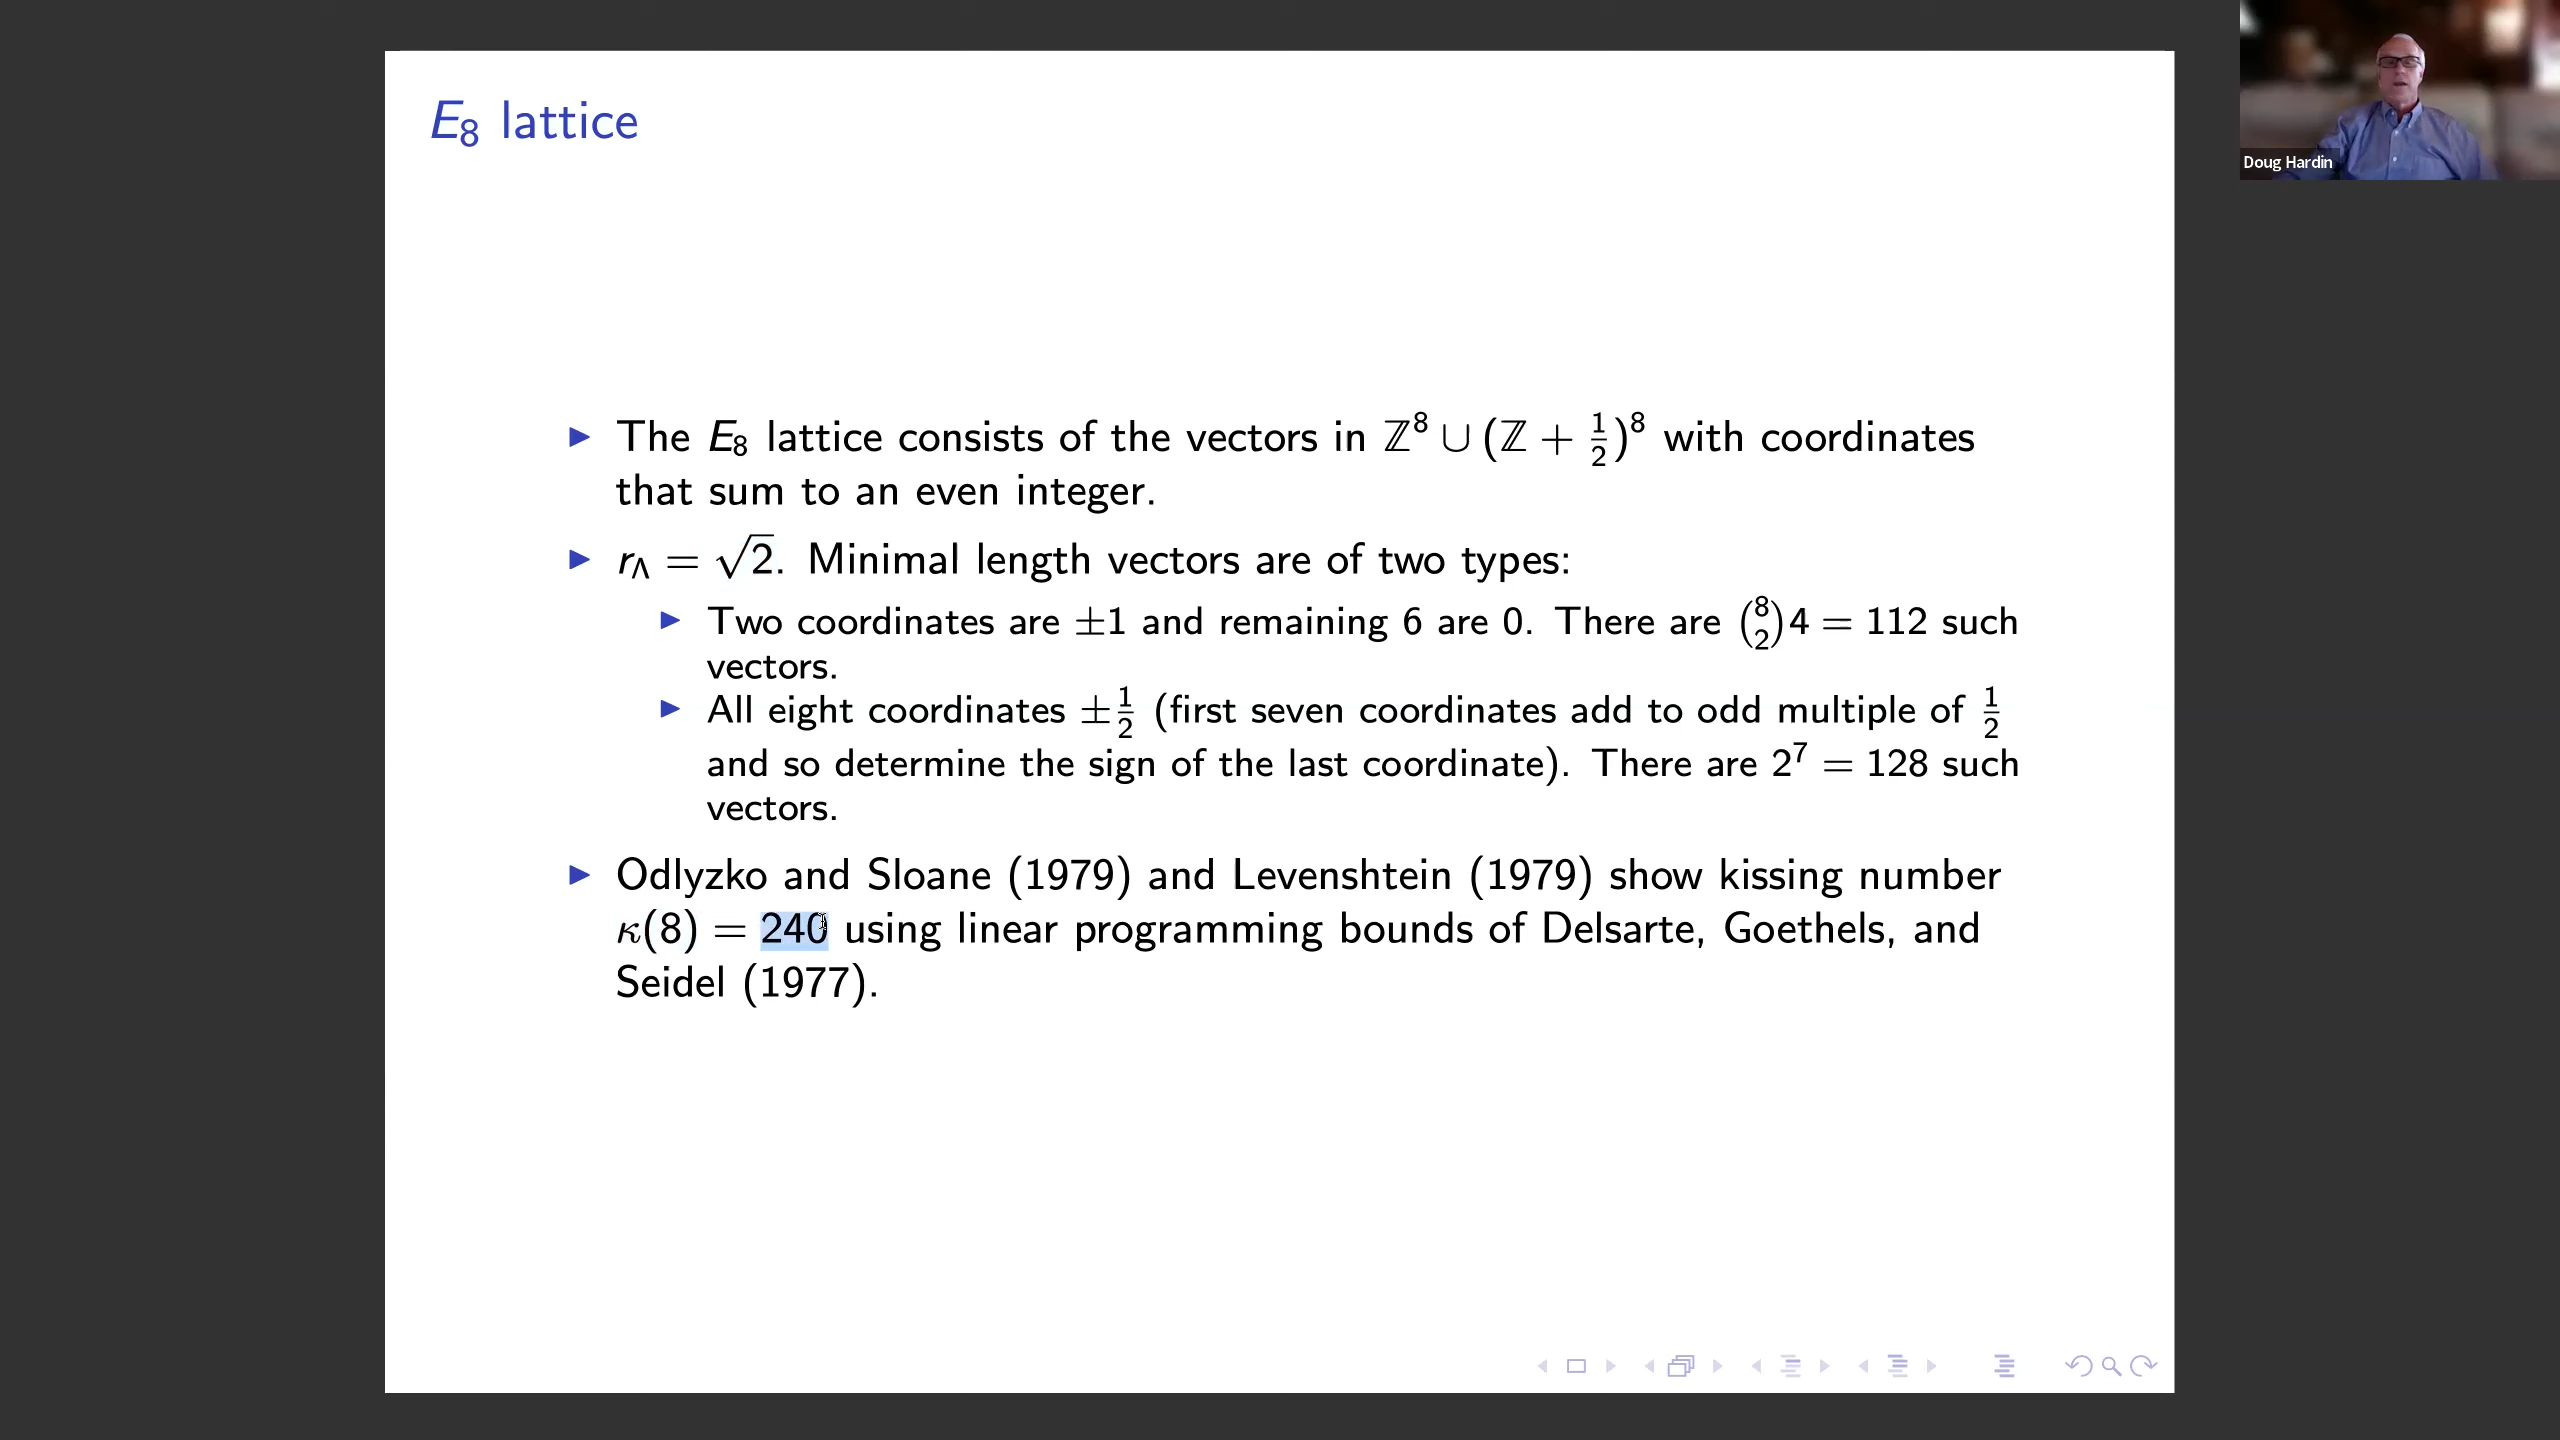 E₈ lattice
Doug Hardin
▶ The E₈ lattice consists of the vectors in ℤ⁸ ∪ (ℤ + ½)⁸ with coordinates
that sum to an even integer.
▶ r_Λ = √2. Minimal length vectors are of two types:
▶ Two coordinates are ±1 and remaining 6 are 0. There are (8 2)4 = 112 such
vectors.
▶ All eight coordinates ±½ (first seven coordinates add to odd multiple of ½
and so determine the sign of the last coordinate). There are 2⁷ = 128 such
vectors.
▶ Odlyzko and Sloane (1979) and Levenshtein (1979) show kissing number
κ(8) = 240 using linear programming bounds of Delsarte, Goethels, and
Seidel (1977).